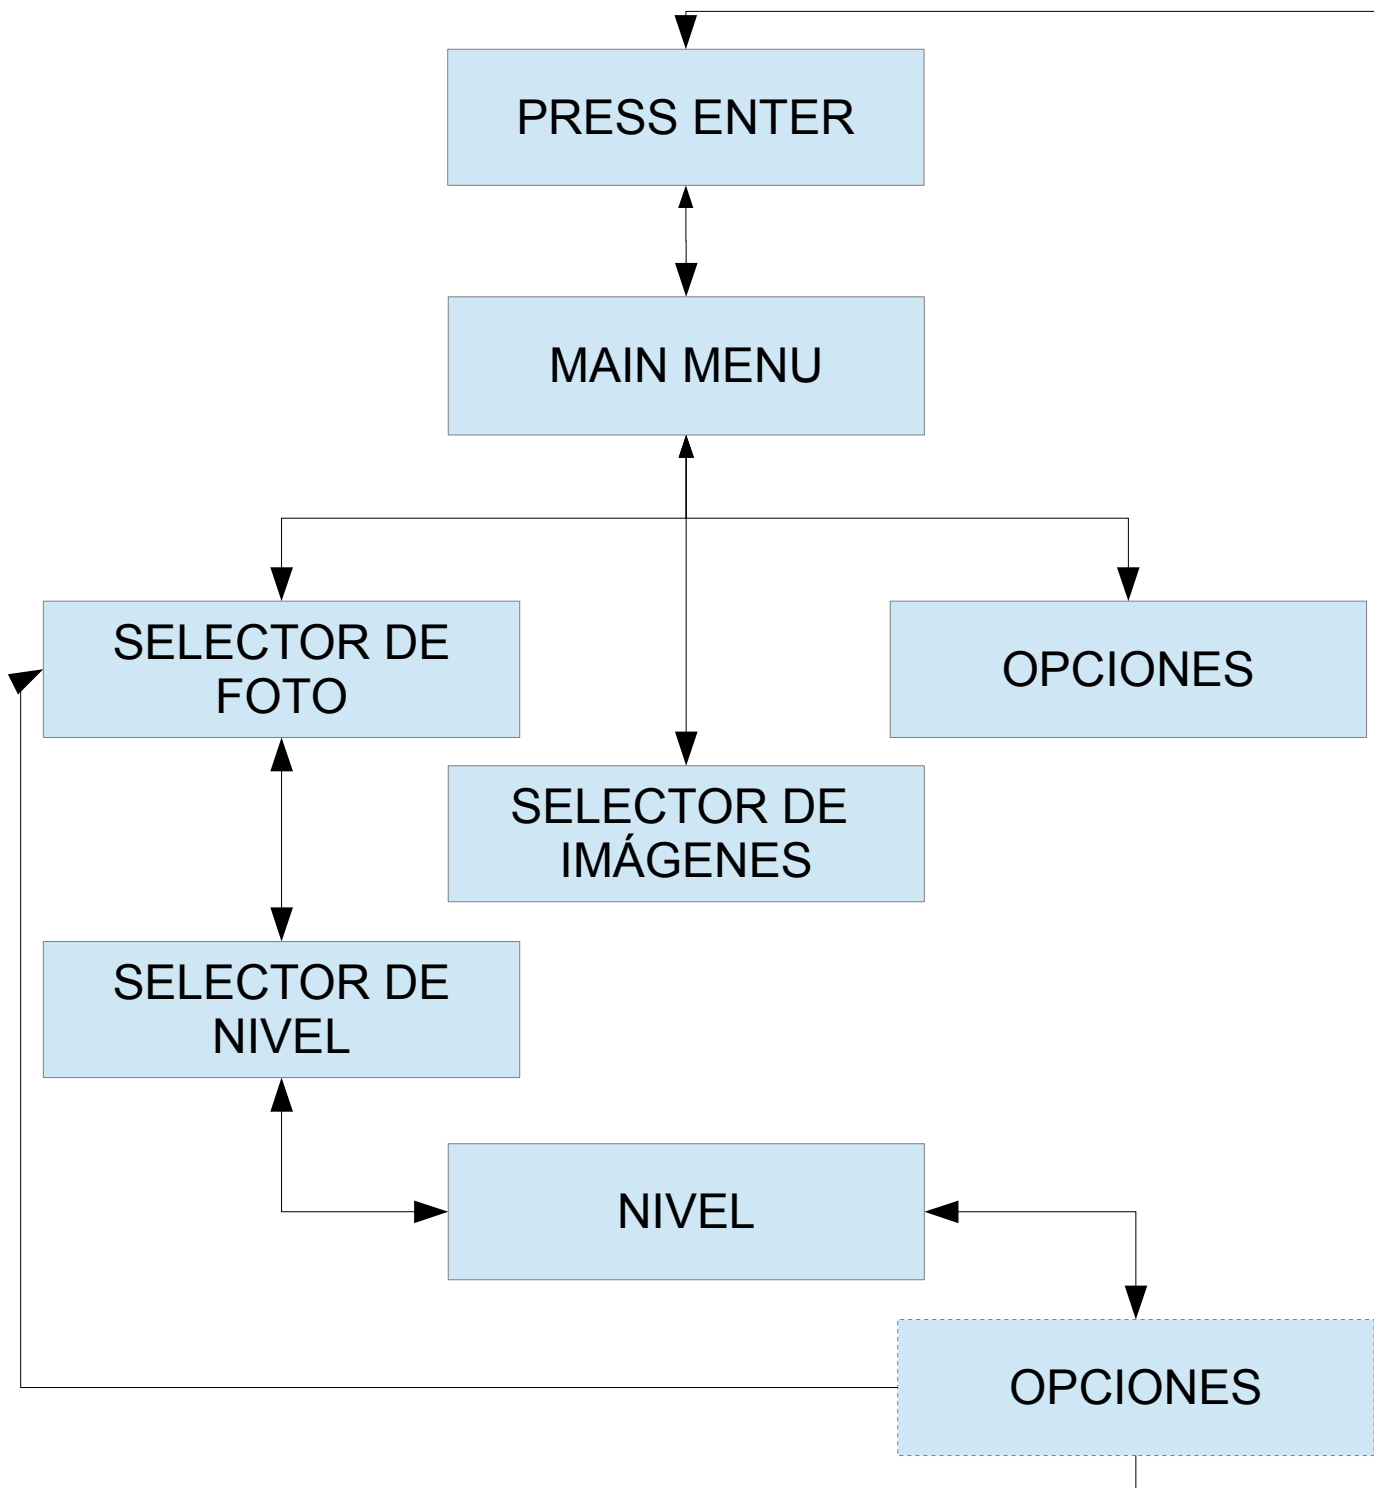 PRESS ENTER
MAIN MENU
SELECTOR DE
FOTO
OPCIONES
SELECTOR DE
IMÁGENES
SELECTOR DE
NIVEL
NIVEL
OPCIONES